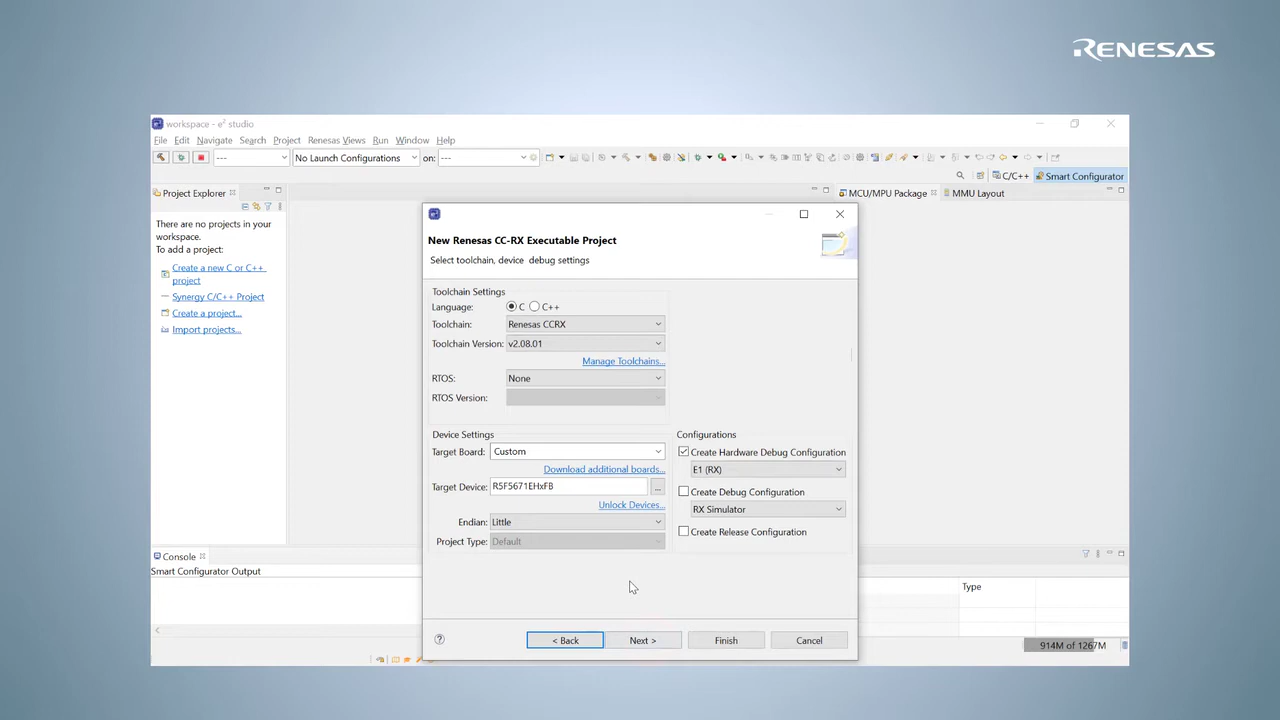 RENESAS
workspace - e² studio
File Edit Navigate Search Project Renesas Views Run Window Help
--- No Launch Configurations on: ---
C/C++ Smart Configurator
Project Explorer
MCU/MPU Package MMU Layout
There are no projects in your
workspace.
To add a project:
Create a new C or C++
project
Synergy C/C++ Project
Create a project...
Import projects...
New Renesas CC-RX Executable Project
Select toolchain, device debug settings
Toolchain Settings
Language: C C++
Toolchain: Renesas CCRX
Toolchain Version: v2.08.01
Manage Toolchains...
RTOS: None
RTOS Version:
Device Settings
Target Board: Custom
Download additional boards...
Target Device: R5F5671EHxFB ...
Unlock Devices...
Endian: Little
Project Type: Default
Configurations
Create Hardware Debug Configuration
E1 (RX)
Create Debug Configuration
RX Simulator
Create Release Configuration
Console
Smart Configurator Output
Type
? < Back Next > Finish Cancel
914M of 1267M